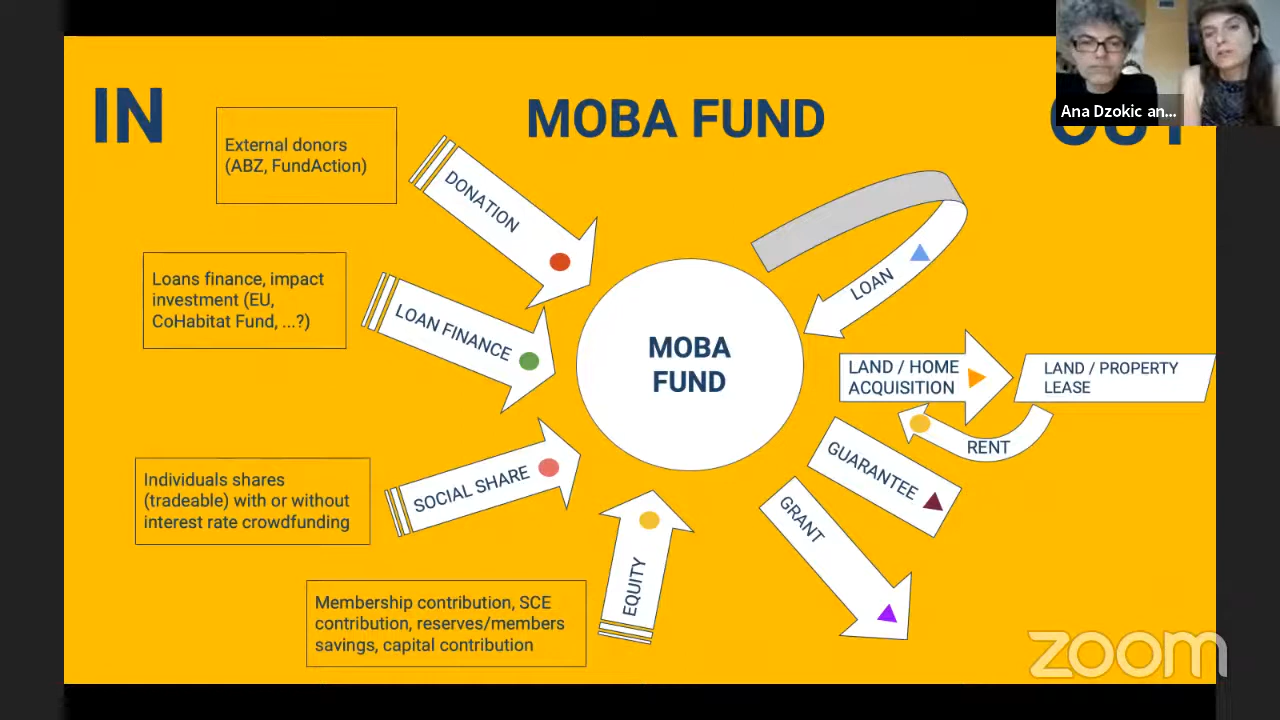 IN
MOBA FUND
OUT
Ana Dzokic an...
External donors
(ABZ, FundAction)
DONATION
Loans finance, impact
investment (EU,
CoHabitat Fund, ...?)
LOAN FINANCE
Individuals shares
(tradeable) with or without
interest rate crowdfunding
SOCIAL SHARE
Membership contribution, SCE
contribution, reserves/members
savings, capital contribution
EQUITY
MOBA
FUND
LOAN
LAND / HOME
ACQUISITION
LAND / PROPERTY
LEASE
RENT
GUARANTEE
GRANT
zoom